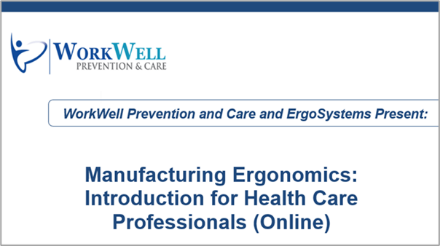 WORKWELL
PREVENTION & CARE
WorkWell Prevention and Care and ErgoSystems Present:
Manufacturing Ergonomics:
Introduction for Health Care
Professionals (Online)